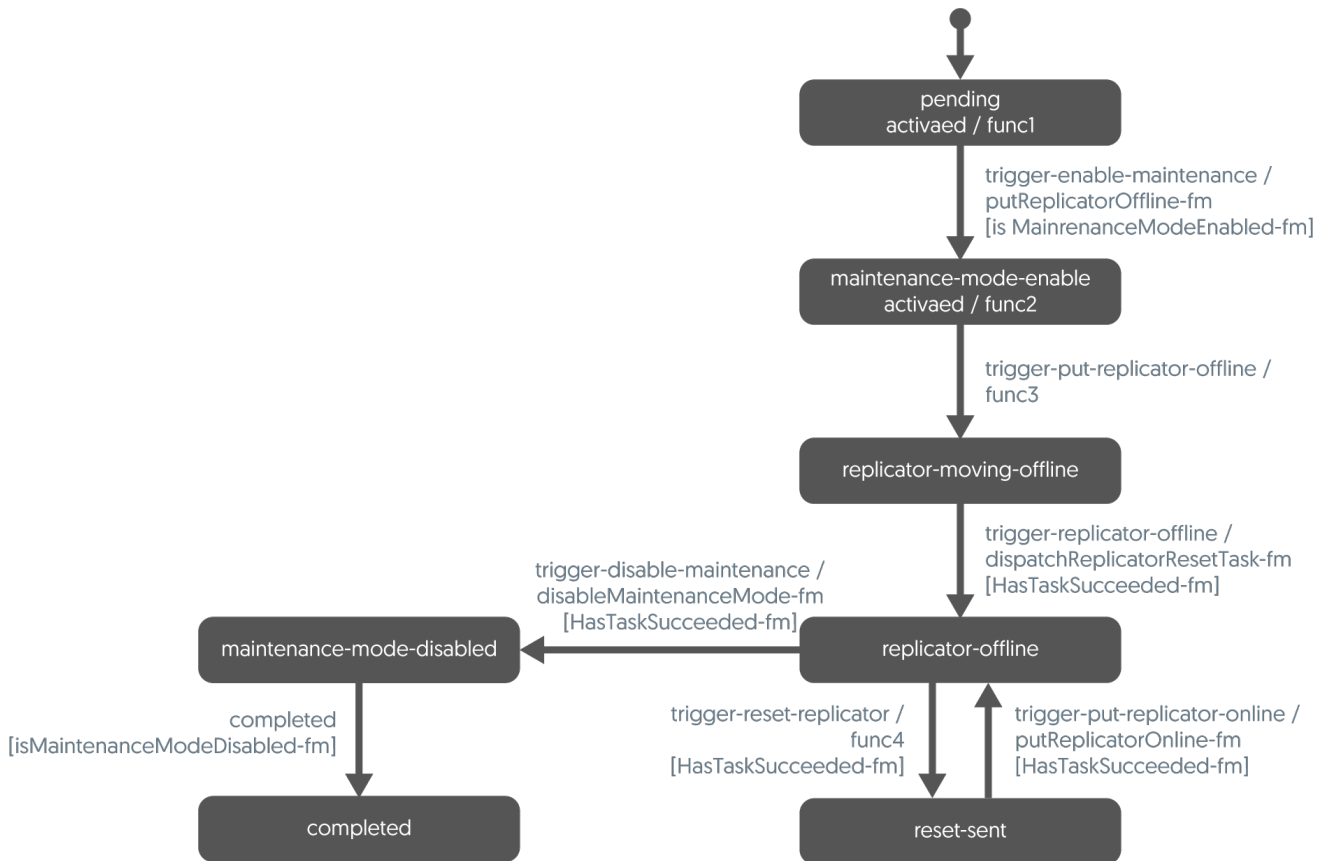 pending
activaed / func1
trigger-enable-maintenance /
putReplicatorOffline-fm
[is MainrenanceModeEnabled-fm]
maintenance-mode-enable
activaed / func2
trigger-put-replicator-offline /
func3
replicator-moving-offline
trigger-replicator-offline /
dispatchReplicatorResetTask-fm
[HasTaskSucceeded-fm]
trigger-disable-maintenance /
disableMaintenanceMode-fm
[HasTaskSucceeded-fm]
maintenance-mode-disabled
replicator-offline
completed
[isMaintenanceModeDisabled-fm]
trigger-reset-replicator /
func4
[HasTaskSucceeded-fm]
trigger-put-replicator-online /
putReplicatorOnline-fm
[HasTaskSucceeded-fm]
completed
reset-sent